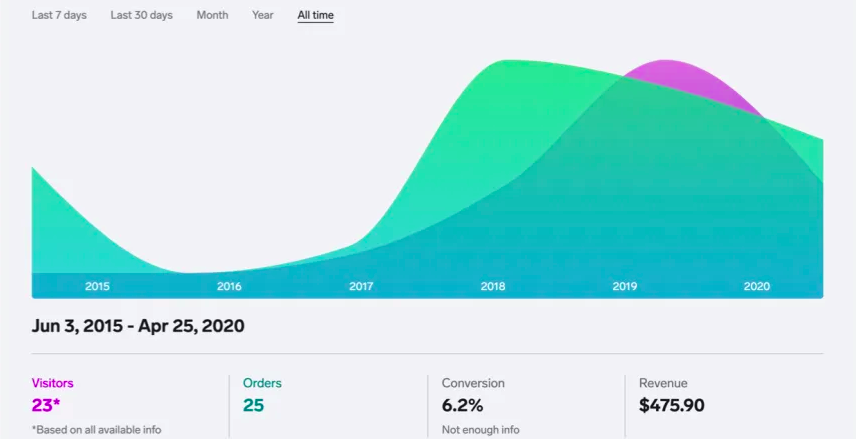 Last 7 days Last 30 days Month Year All time
2015 2016 2017 2018 2019 2020
Jun 3, 2015 - Apr 25, 2020
Visitors Orders Conversion Revenue
23* 25 6.2% $475.90
*Based on all available info Not enough info